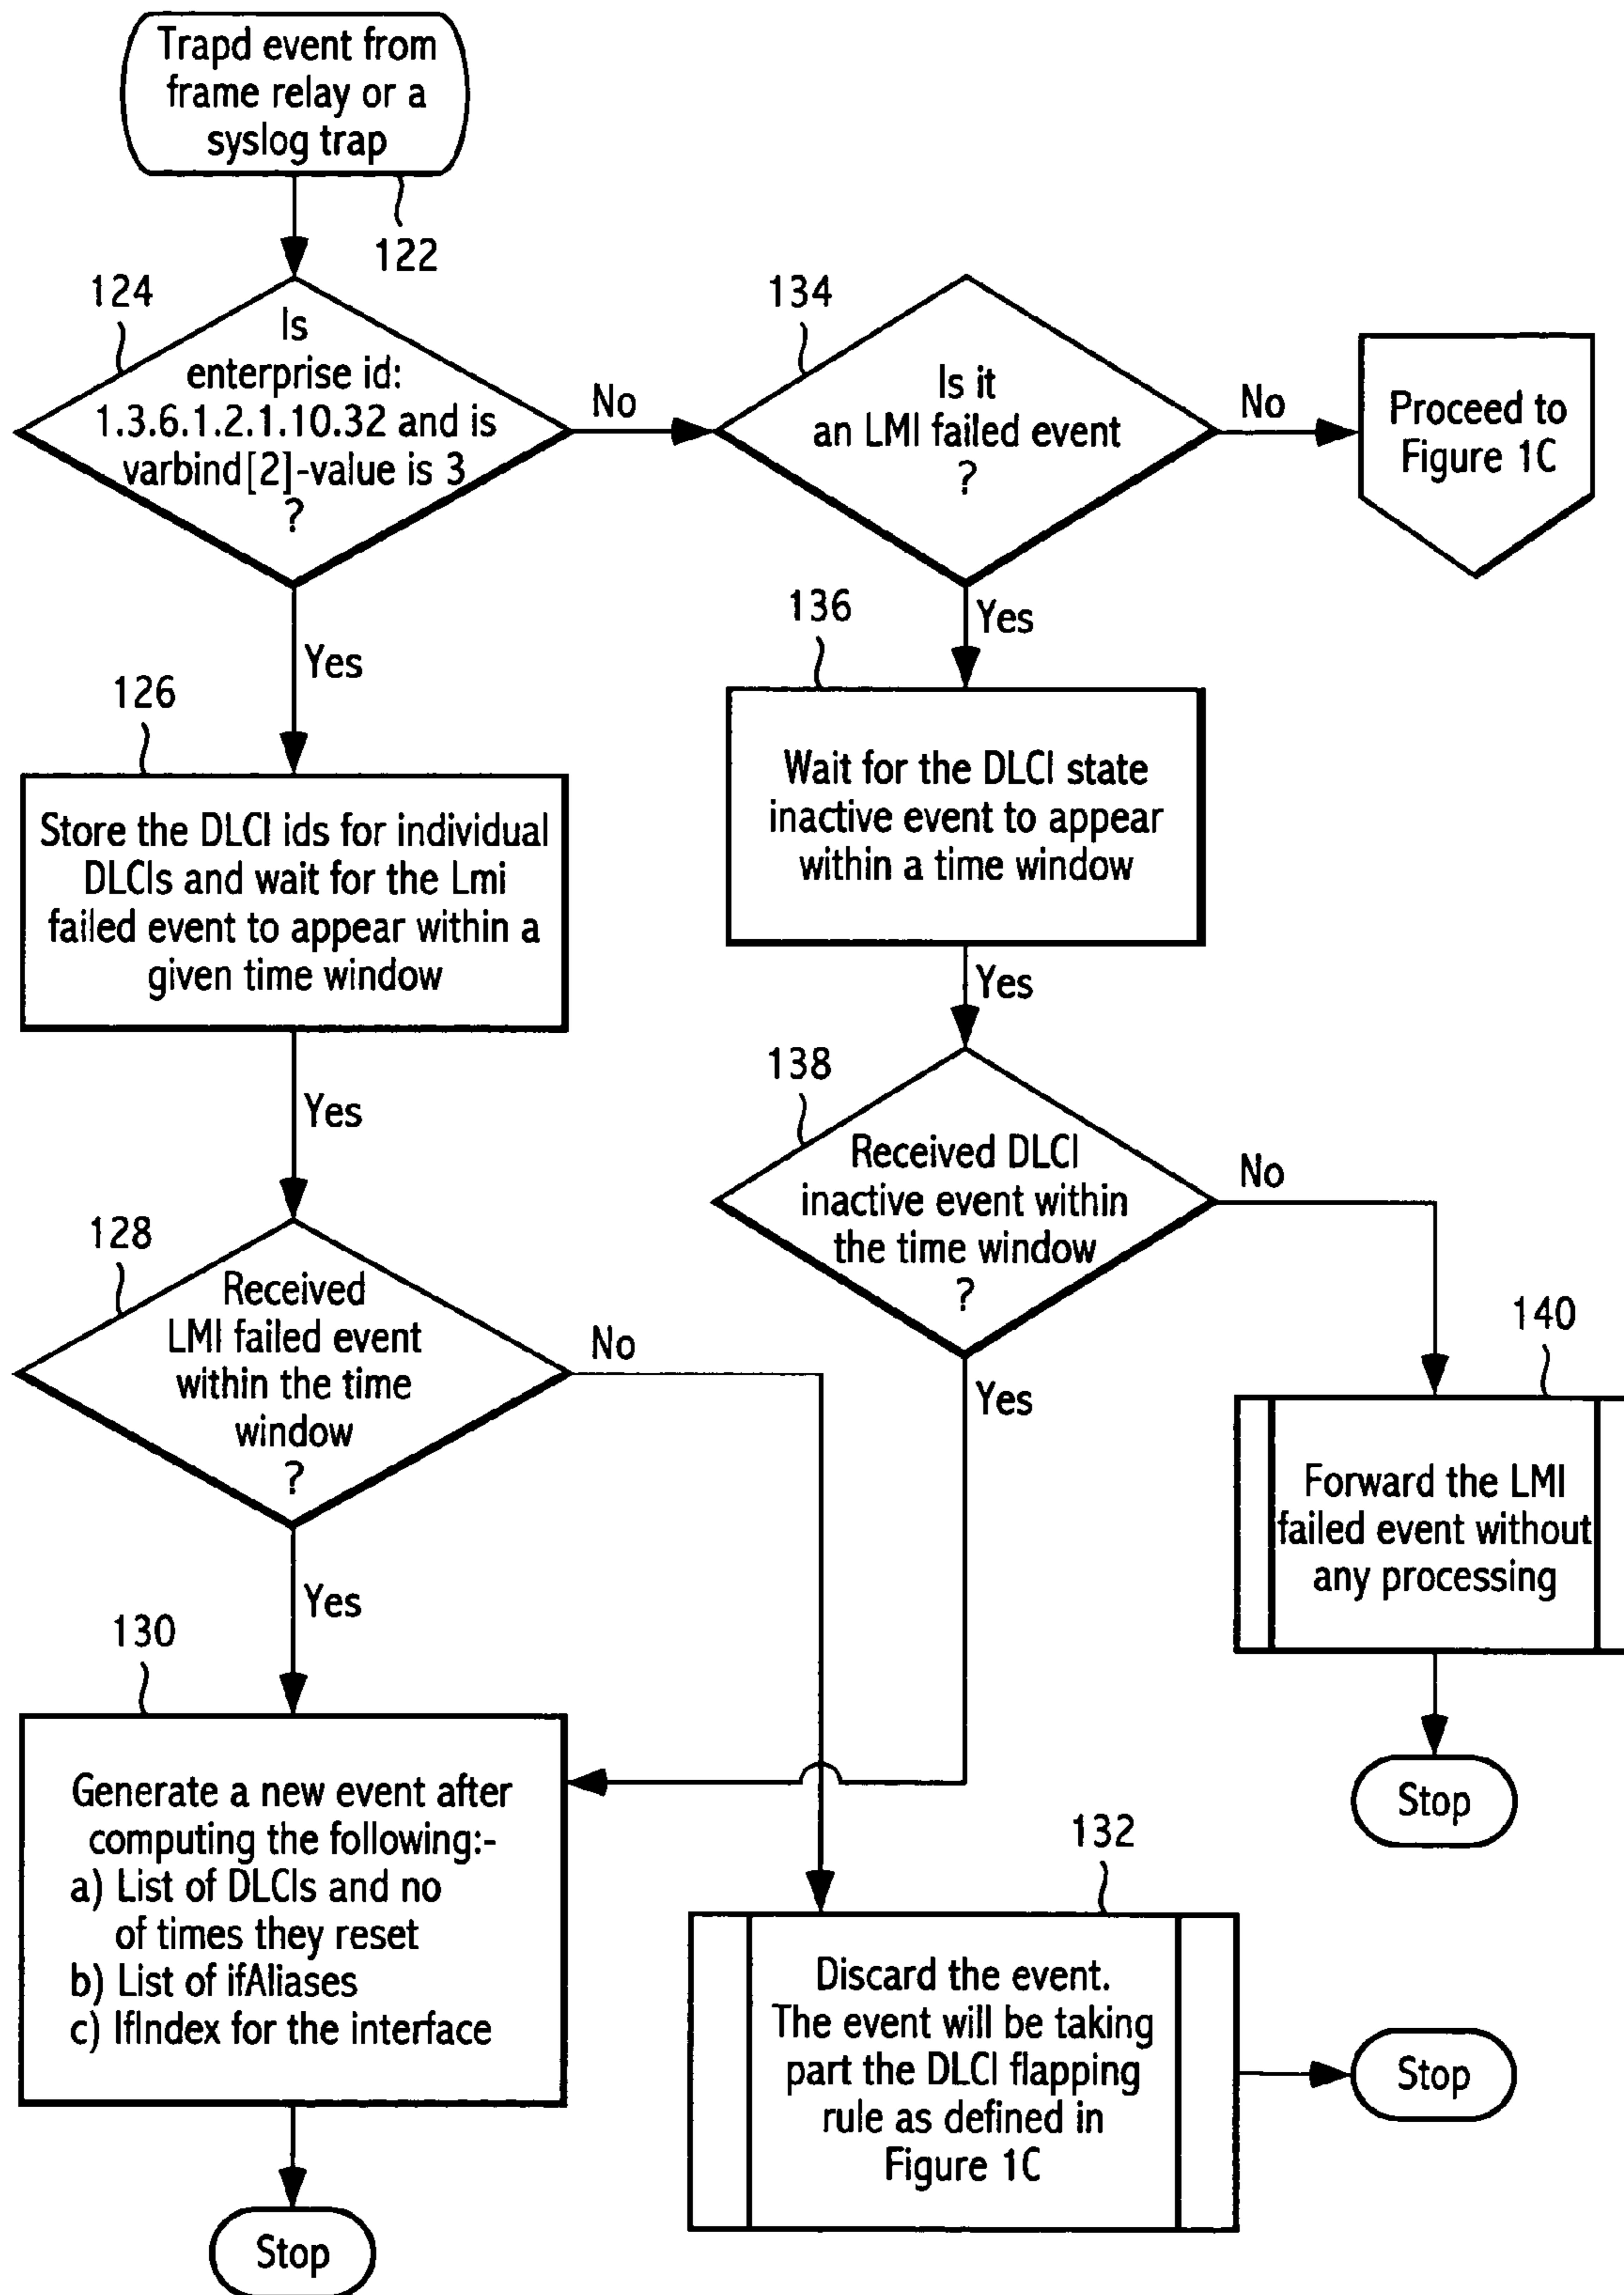 Trapd event from
frame relay or a
syslog trap
122
124
Is
enterprise id:
1.3.6.1.2.1.10.32 and is
varbind[2]-value is 3
?
No
134
Is it
an LMI failed event
?
No
Proceed to
Figure 1C
Yes
126
Store the DLCI ids for individual
DLCIs and wait for the Lmi
failed event to appear within a
given time window
Yes
136
Wait for the DLCI state
inactive event to appear
within a time window
Yes
138
Received DLCI
inactive event within
the time window
?
No
Yes
128
Received
LMI failed event
within the time
window
?
No
Yes
140
Forward the LMI
failed event without
any processing
Stop
Yes
130
Generate a new event after
computing the following:-
a) List of DLCIs and no
of times they reset
b) List of ifAliases
c) IfIndex for the interface
Stop
132
Discard the event.
The event will be taking
part the DLCI flapping
rule as defined in
Figure 1C
Stop